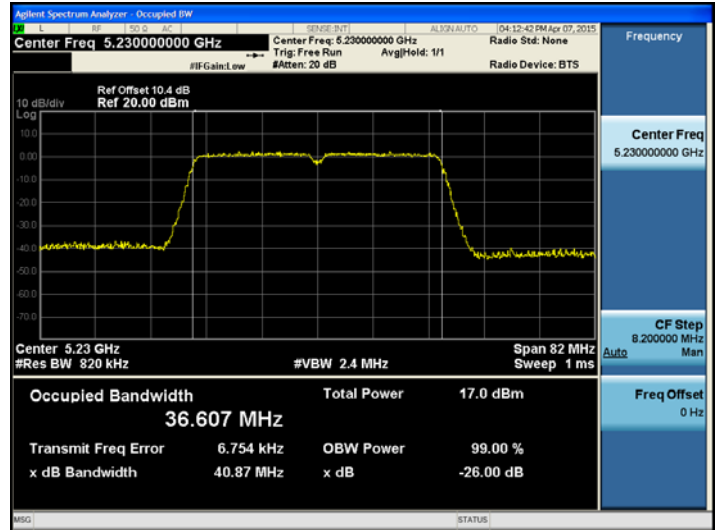 Agilent Spectrum Analyzer - Occupied BW
LXI L RF 50 Ω AC SENSE:INT ALIGNAUTO 04:12:42 PM Apr 07, 2015
Center Freq 5.230000000 GHz
Center Freq: 5.230000000 GHz Radio Std: None
Trig: Free Run Avg|Hold: 1/1
#IFGain:Low #Atten: 20 dB Radio Device: BTS
Ref Offset 10.4 dB
10 dB/div Ref 20.00 dBm
Log
10.0
0.00
-10.0
-20.0
-30.0
-40.0
-50.0
-60.0
-70.0
Center 5.23 GHz Span 82 MHz
#Res BW 820 kHz #VBW 2.4 MHz Sweep 1 ms
Occupied Bandwidth Total Power 17.0 dBm
36.607 MHz
Transmit Freq Error 6.754 kHz OBW Power 99.00 %
x dB Bandwidth 40.87 MHz x dB -26.00 dB
MSG STATUS
Frequency
Center Freq
5.230000000 GHz
CF Step
8.200000 MHz
Auto Man
Freq Offset
0 Hz